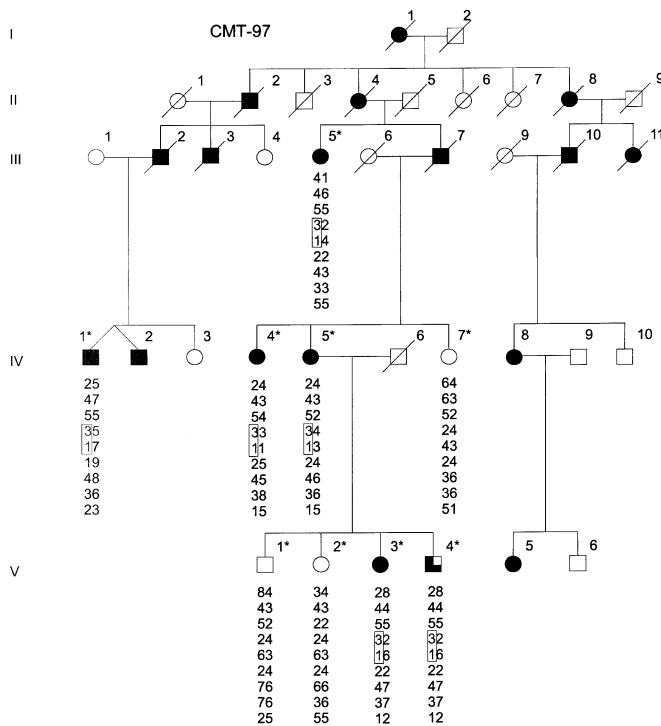 I CMT-97 1 2
II 1 2 3 4 5 6 7 8 9
III 1 2 3 4 5* 6 7 9 10 11
41
46
55
32
14
22
43
33
55
IV 1* 2 3 4* 5* 6 7* 8 9 10
25 24 24 64
47 43 43 63
55 54 52 52
35 33 34 24
17 11 13 43
19 25 24 24
48 45 46 36
36 38 36 36
23 15 15 51
V 1* 2* 3* 4* 5 6
84 34 28 28
43 43 44 44
52 22 55 55
24 24 32 32
63 63 16 16
24 24 22 22
76 66 47 47
76 36 37 37
25 55 12 12